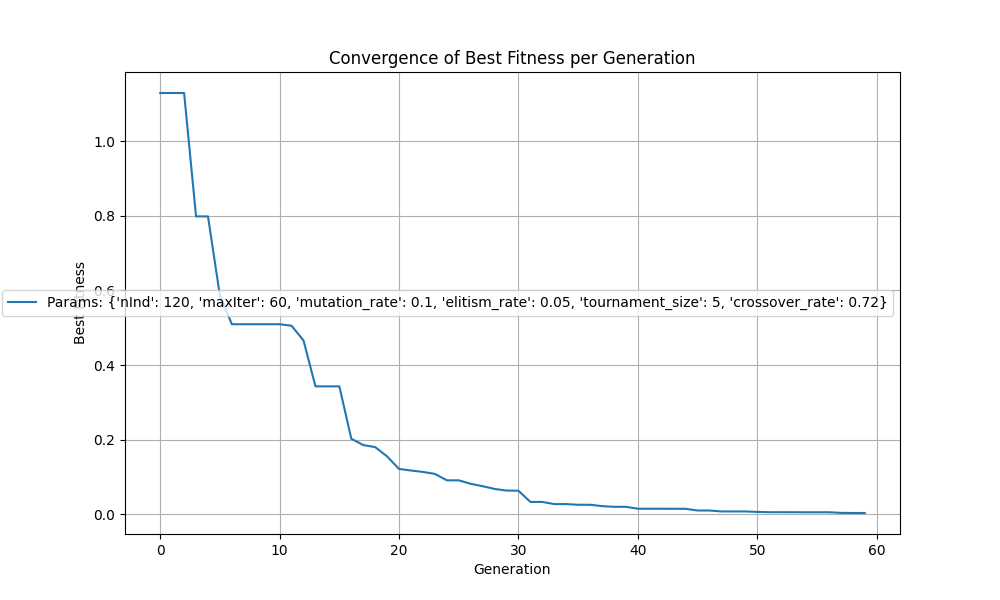 Convergence of Best Fitness per Generation
1.0
0.8
0.6
Params: {'nInd': 120, 'maxIter': 60, 'mutation_rate': 0.1, 'elitism_rate': 0.05, 'tournament_size': 5, 'crossover_rate': 0.72}
Best Fitness
0.4
0.2
0.0
0 10 20 30 40 50 60
Generation